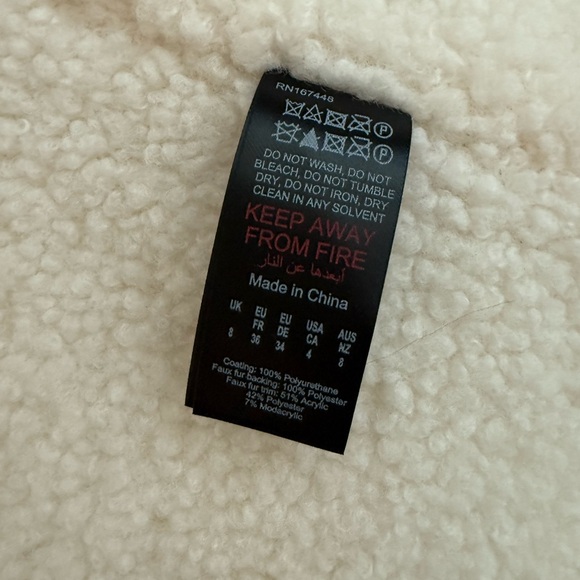 RN167448
DO NOT WASH, DO NOT
BLEACH, DO NOT TUMBLE
DRY, DO NOT IRON, DRY
CLEAN IN ANY SOLVENT
KEEP AWAY
FROM FIRE
أبعدها عن النار
Made in China
UK EU FR EU DE USA CA AUS NZ
8 36 34 4 8
Coating: 100% Polyurethane
Faux fur backing: 100% Polyester
Faux fur trim: 51% Acrylic
42% Polyester
7% Modacrylic